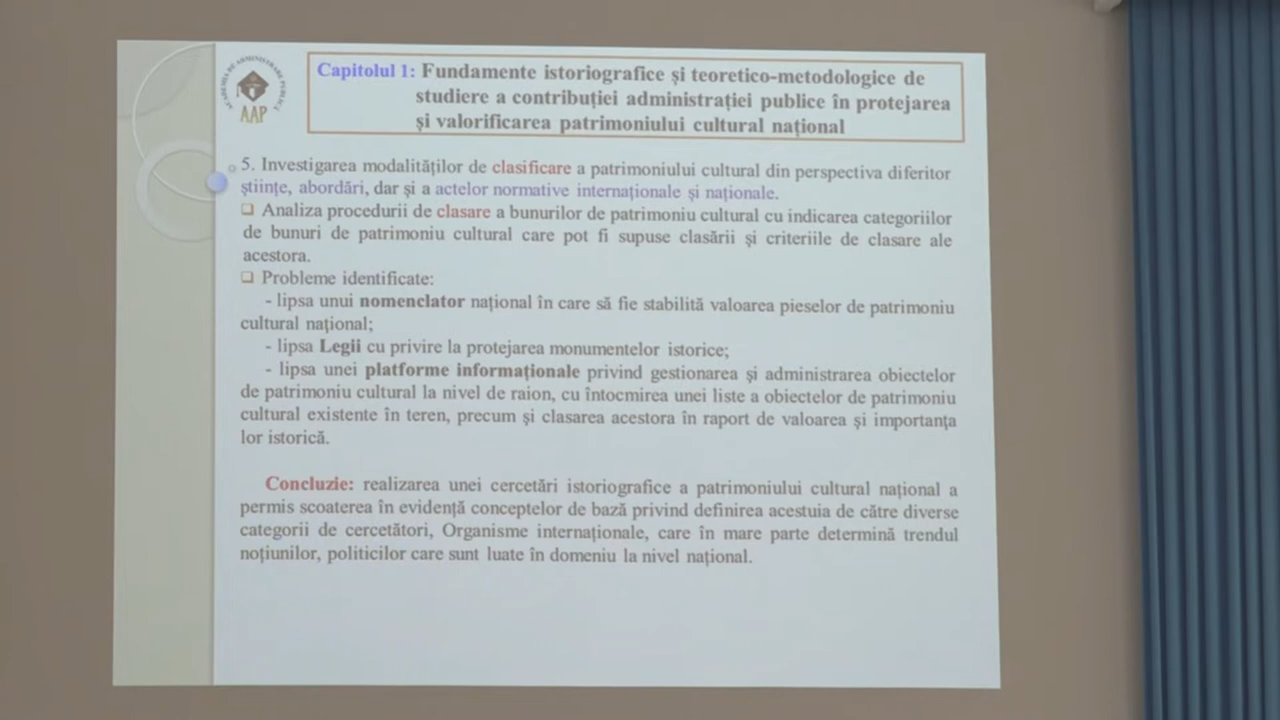 ACADEMIA DE ADMINISTRARE PUBLICĂ
AAP
Capitolul 1: Fundamente istoriografice și teoretico-metodologice de
studiere a contribuției administrației publice în protejarea
și valorificarea patrimoniului cultural național
5. Investigarea modalităților de clasificare a patrimoniului cultural din perspectiva diferitor
științe, abordări, dar și a actelor normative internaționale și naționale.
Analiza procedurii de clasare a bunurilor de patrimoniu cultural cu indicarea categoriilor
de bunuri de patrimoniu cultural care pot fi supuse clasării și criteriile de clasare ale
acestora.
Probleme identificate:
- lipsa unui nomenclator național în care să fie stabilită valoarea pieselor de patrimoniu
cultural național;
- lipsa Legii cu privire la protejarea monumentelor istorice;
- lipsa unei platforme informaționale privind gestionarea și administrarea obiectelor
de patrimoniu cultural la nivel de raion, cu întocmirea unei liste a obiectelor de patrimoniu
cultural existente în teren, precum și clasarea acestora în raport de valoarea și importanța
lor istorică.
Concluzie: realizarea unei cercetări istoriografice a patrimoniului cultural național a
permis scoaterea în evidență conceptelor de bază privind definirea acestuia de către diverse
categorii de cercetători, Organisme internaționale, care în mare parte determină trendul
noțiunilor, politicilor care sunt luate în domeniu la nivel național.